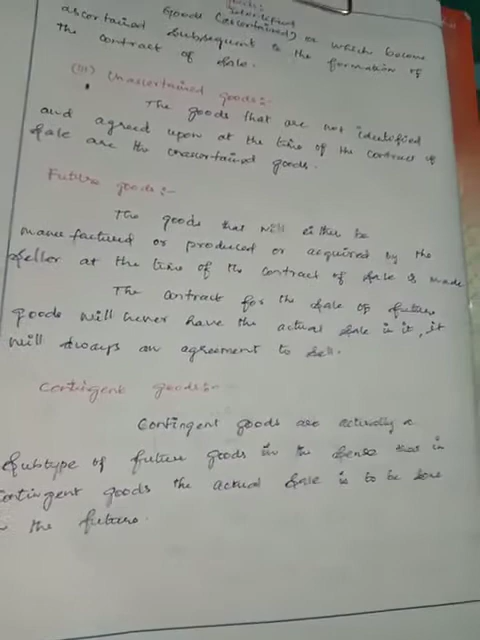 goods
ascertained goods (ascertained) or which become
ascertained subsequent to the formation of
the contract of sale.
(iii) Unascertained goods:-
The goods that are not identified
and agreed upon at the time of the contract of
sale are the unascertained goods.
Future goods:-
The goods that will either be
manufactured or produced or acquired by the
seller at the time of the contract of sale is made
The contract for the sale of future
goods will never have the actual sale in it, it
will always an agreement to sell.
Contingent goods:-
Contingent goods are actually a
subtype of future goods in the sense that in
contingent goods the actual sale is to be done
the future.